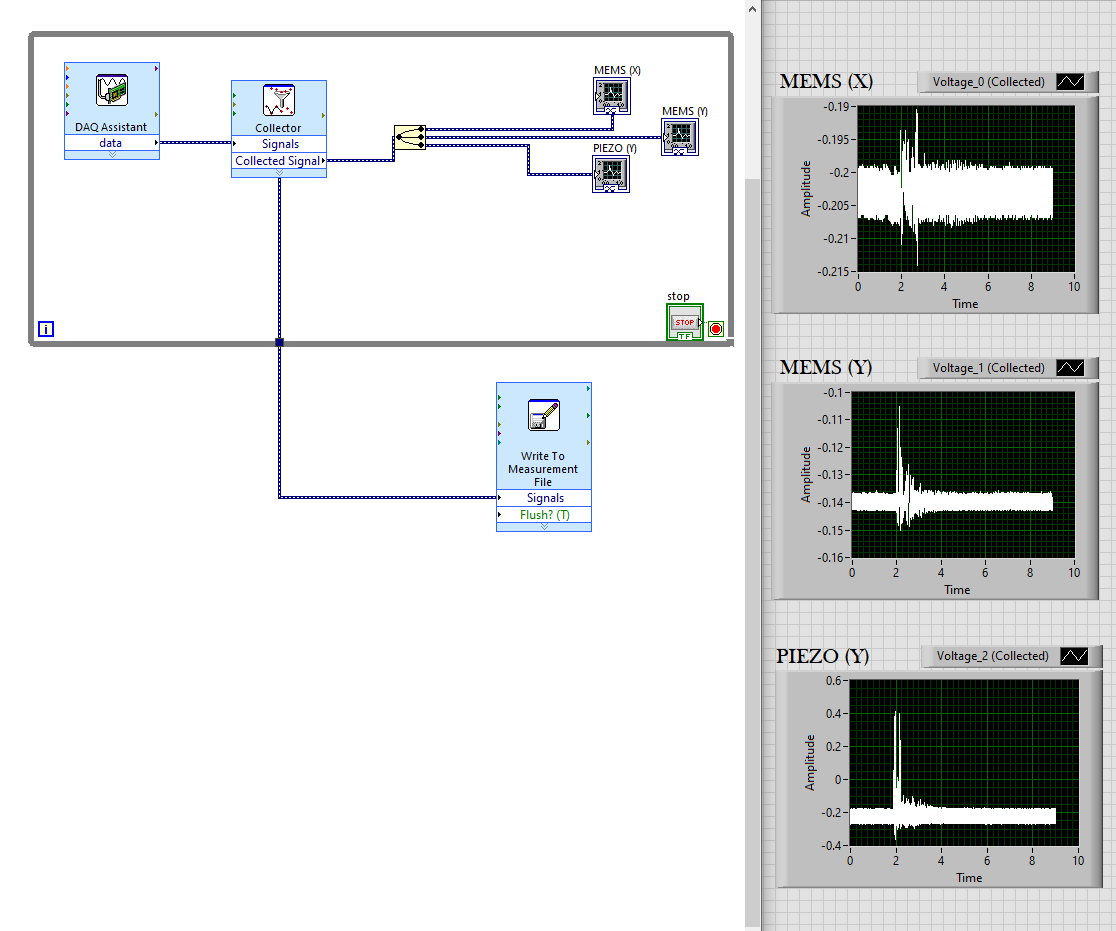 DAQ Assistant
data
Collector
Signals
Collected Signal
MEMS (X)
MEMS (Y)
PIEZO (Y)
stop
STOP
TF
i
Write To
Measurement
File
Signals
Flush? (T)
MEMS (X)
Voltage_0 (Collected)
Amplitude
-0.19
-0.195
-0.2
-0.205
-0.21
-0.215
0 2 4 6 8 10
Time
MEMS (Y)
Voltage_1 (Collected)
Amplitude
-0.1
-0.11
-0.12
-0.13
-0.14
-0.15
-0.16
0 2 4 6 8 10
Time
PIEZO (Y)
Voltage_2 (Collected)
Amplitude
0.6
0.4
0.2
0
-0.2
-0.4
0 2 4 6 8 10
Time